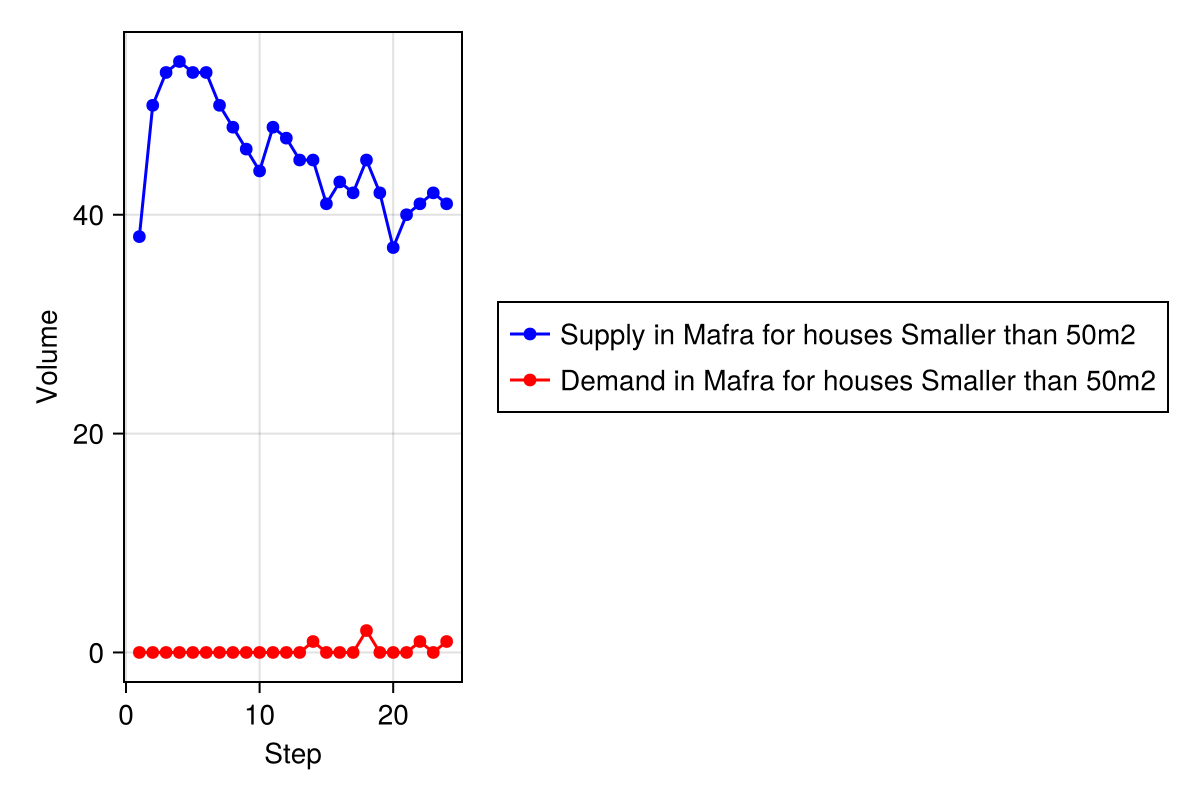 Volume
40
20
0
0 10 20
Step
Supply in Mafra for houses Smaller than 50m2
Demand in Mafra for houses Smaller than 50m2